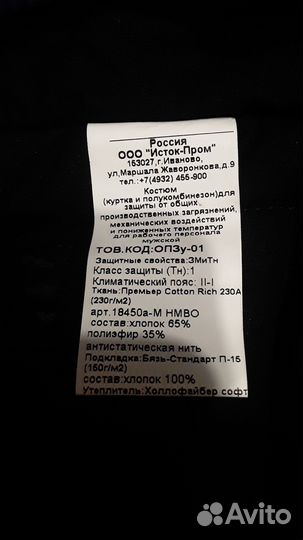 Россия
ООО "Исток-Пром"
153027,г.Иваново,
ул,Маршала Жаворонкова,д.9
тел.:+7(4932) 455-900
Костюм
(куртка и полукомбинезон)для
защиты от общих
производственных загрязнений,
механических воздействий
и пониженных температур
для рабочего персонала
мужской
ТОВ.КОД:ОПЗу-01
Защитные свойства:ЗМиТн
Класс защиты (Тн):1
Климатический пояс: II-I
Ткань:Премьер Cotton Rich 230А
(230г/м2)
арт.18450а-М НМВО
состав:хлопок 65%
полиэфир 35%
антистатическая нить
Подкладка:Бязь-Стандарт П-15
(150г/м2)
состав:хлопок 100%
Утеплитель:Холлофайбер софт
Avito